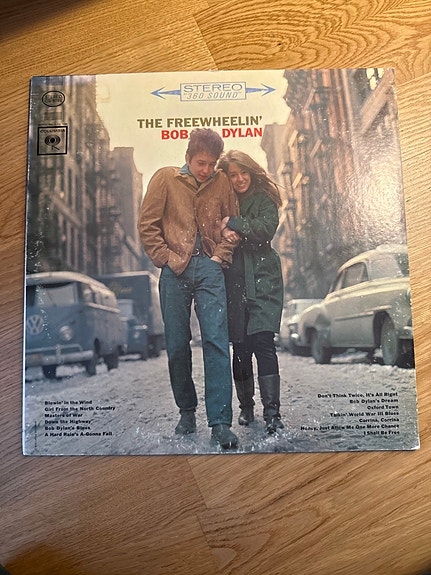 STEREO
"360 SOUND"
COLUMBIA
THE FREEWHEELIN'
BOB DYLAN
VW
Blowin' in the Wind
Girl From the North Country
Masters of War
Down the Highway
Bob Dylan's Blues
A Hard Rain's A-Gonna Fall
Don't Think Twice, It's All Right
Bob Dylan's Dream
Oxford Town
Talkin' World War III Blues
Corrina, Corrina
Honey, Just Allow Me One More Chance
I Shall Be Free